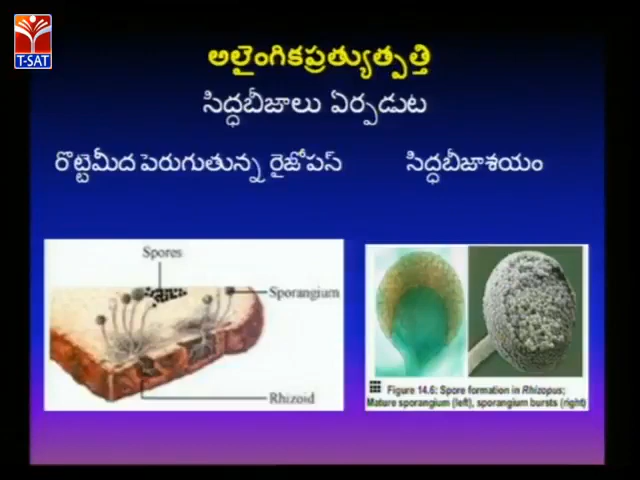 T-SAT
అలైంగికప్రత్యుత్పత్తి
సిద్ధబీజాలు ఏర్పడుట
రొట్టెమీద పెరుగుతున్న రైజోపస్
సిద్ధబీజాశయం
Spores
Sporangium
Rhizoid
Figure 14.6: Spore formation in Rhizopus;
Mature sporangium (left), sporangium bursts (right)